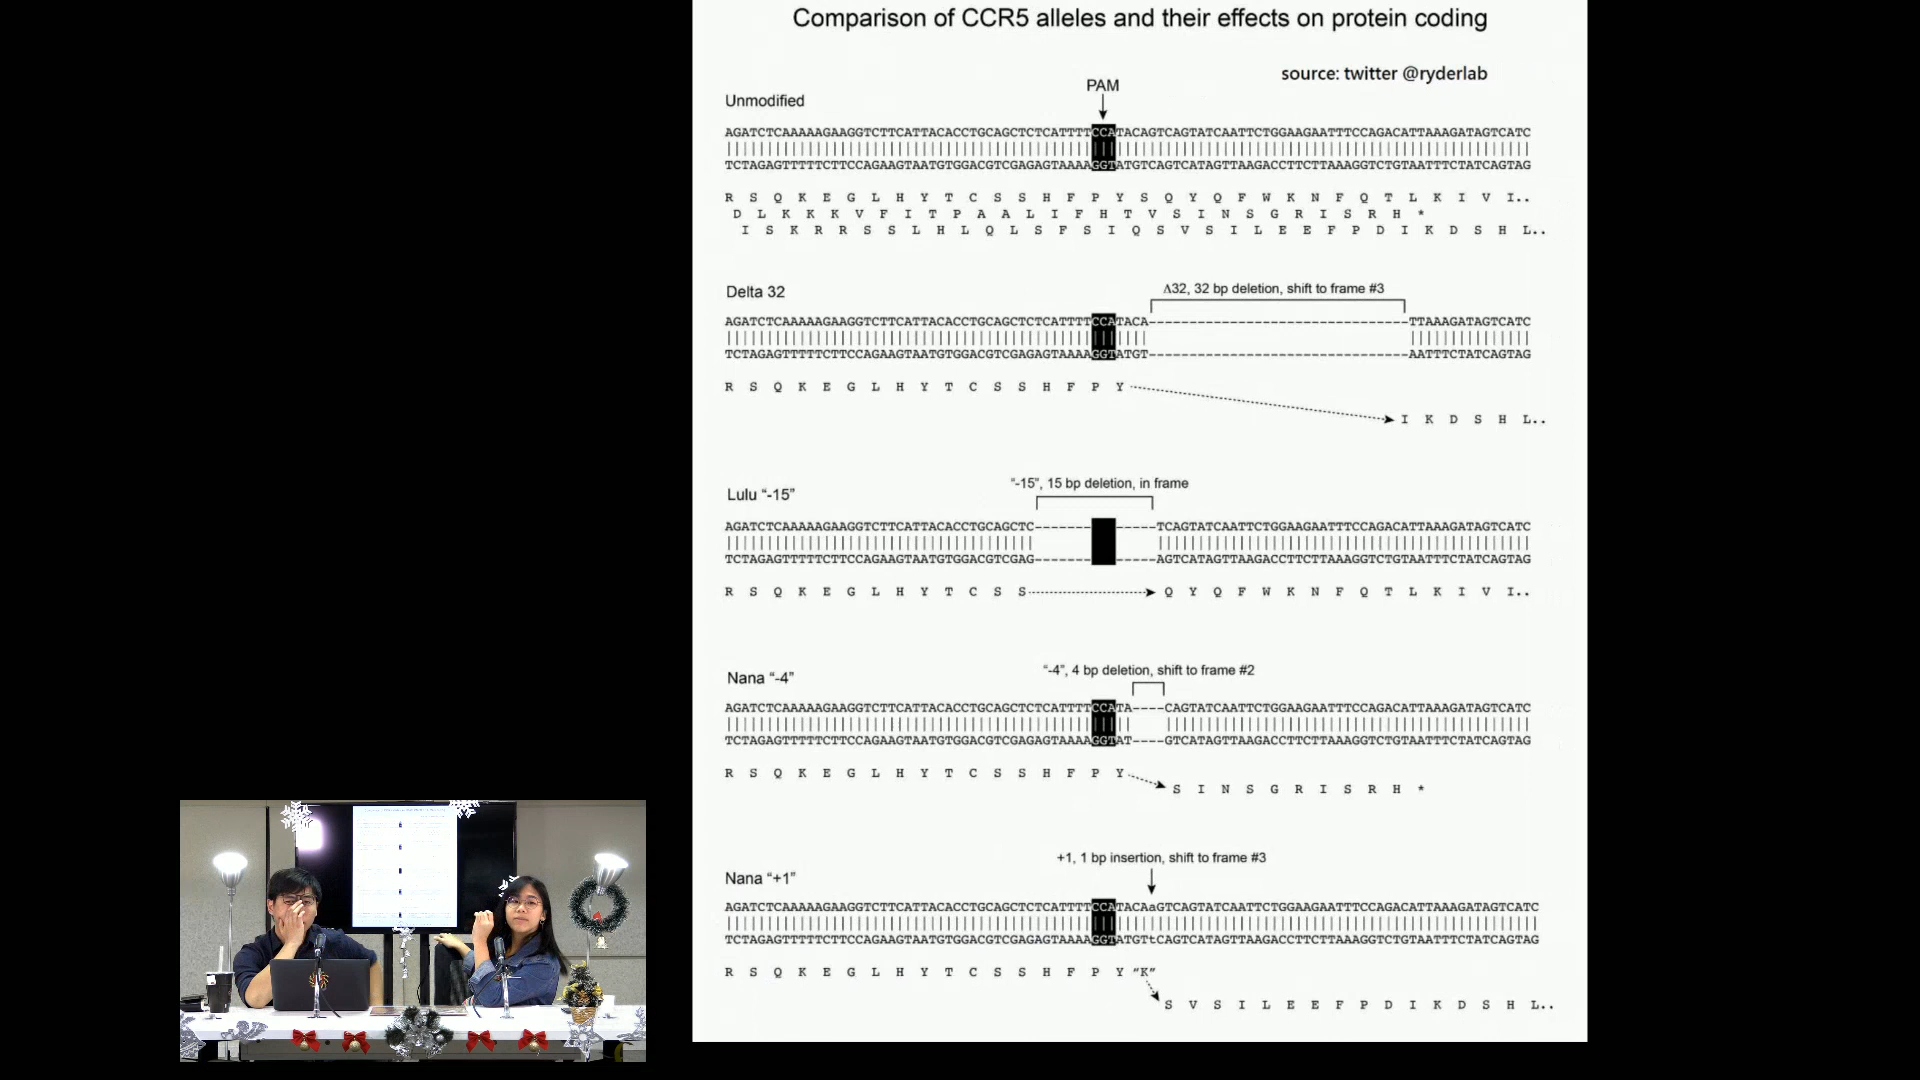 Comparison of CCR5 alleles and their effects on protein coding
source: twitter @ryderlab
PAM
Unmodified
AGATCTCAAAAAGAAGGTCTTCATTACACCTGCAGCTCTCATTTTCCATACAGTCAGTATCAATTCTGGAAGAATTTCCAGACATTAAAGATAGTCATC
TCTAGAGTTTTTCTTCCAGAAGTAATGTGGACGTCGAGAGTAAAAGGTATGTCAGTCATAGTTAAGACCTTCTTAAAGGTCTGTAATTTCTATCAGTAG
R S Q K E G L H Y T C S S H F P Y S Q Y Q F W K N F Q T L K I V I..
D L K K K V F I T P A A L I F H T V S I N S G R I S R H *
I S K R R S S L H L Q L S F S I Q S V S I L E E F P D I K D S H L..
Δ32, 32 bp deletion, shift to frame #3
Delta 32
AGATCTCAAAAAGAAGGTCTTCATTACACCTGCAGCTCTCATTTTCCATACA--------------------------------TTAAAGATAGTCATC
TCTAGAGTTTTTCTTCCAGAAGTAATGTGGACGTCGAGAGTAAAAGGTATGT--------------------------------AATTTCTATCAGTAG
R S Q K E G L H Y T C S S H F P Y
I K D S H L..
“-15”, 15 bp deletion, in frame
Lulu “-15”
AGATCTCAAAAAGAAGGTCTTCATTACACCTGCAGCTC------- -----TCAGTATCAATTCTGGAAGAATTTCCAGACATTAAAGATAGTCATC
TCTAGAGTTTTTCTTCCAGAAGTAATGTGGACGTCGAG------- -----AGTCATAGTTAAGACCTTCTTAAAGGTCTGTAATTTCTATCAGTAG
R S Q K E G L H Y T C S S Q Y Q F W K N F Q T L K I V I..
“-4”, 4 bp deletion, shift to frame #2
Nana “-4”
AGATCTCAAAAAGAAGGTCTTCATTACACCTGCAGCTCTCATTTTCCATA----CAGTATCAATTCTGGAAGAATTTCCAGACATTAAAGATAGTCATC
TCTAGAGTTTTTCTTCCAGAAGTAATGTGGACGTCGAGAGTAAAAGGTAT----GTCATAGTTAAGACCTTCTTAAAGGTCTGTAATTTCTATCAGTAG
R S Q K E G L H Y T C S S H F P Y
S I N S G R I S R H *
+1, 1 bp insertion, shift to frame #3
Nana “+1”
AGATCTCAAAAAGAAGGTCTTCATTACACCTGCAGCTCTCATTTTCCATACAaGTCAGTATCAATTCTGGAAGAATTTCCAGACATTAAAGATAGTCATC
TCTAGAGTTTTTCTTCCAGAAGTAATGTGGACGTCGAGAGTAAAAGGTATGTtCAGTCATAGTTAAGACCTTCTTAAAGGTCTGTAATTTCTATCAGTAG
R S Q K E G L H Y T C S S H F P Y “K”
S V S I L E E F P D I K D S H L..